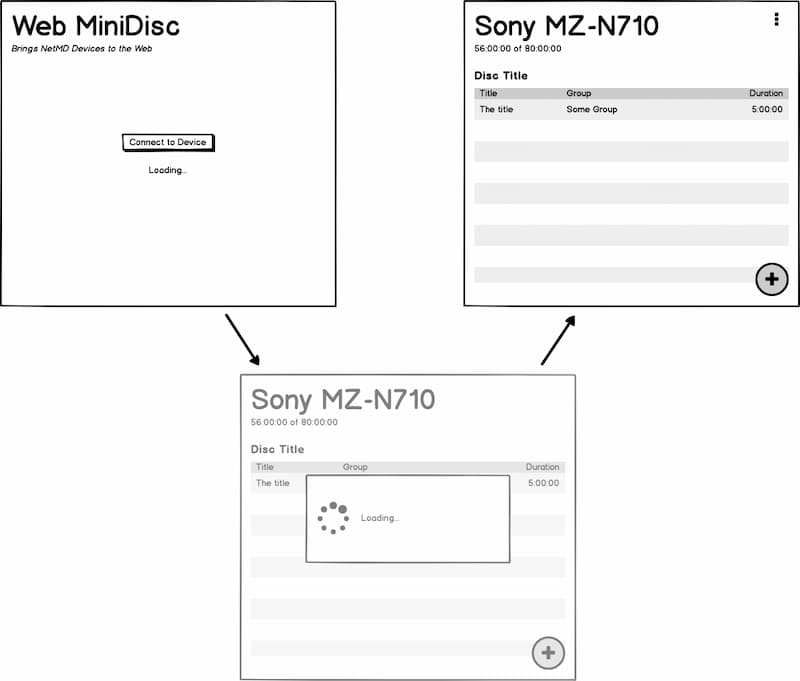 Web MiniDisc
Brings NetMD Devices to the Web
Connect to Device
Loading...
Sony MZ-N710
56:00:00 of 80:00:00
Disc Title
Title Group Duration
The title Some Group 5:00:00
Sony MZ-N710
56:00:00 of 80:00:00
Disc Title
Title Group Duration
The title 5:00:00
Loading...